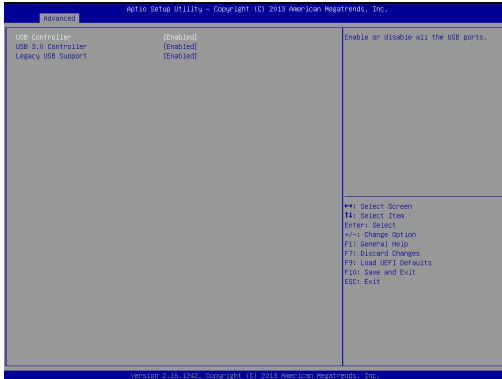 Aptio Setup Utility – Copyright (C) 2013 American Megatrends, Inc.
Advanced
USB Controller [Enabled]
USB 3.0 Controller [Enabled]
Legacy USB Support [Enabled]
Enable or disable all the USB ports.
→←: Select Screen
↑↓: Select Item
Enter: Select
+/-: Change Option
F1: General Help
F7: Discard Changes
F9: Load UEFI Defaults
F10: Save and Exit
ESC: Exit
Version 2.16.1242. Copyright (C) 2013 American Megatrends, Inc.